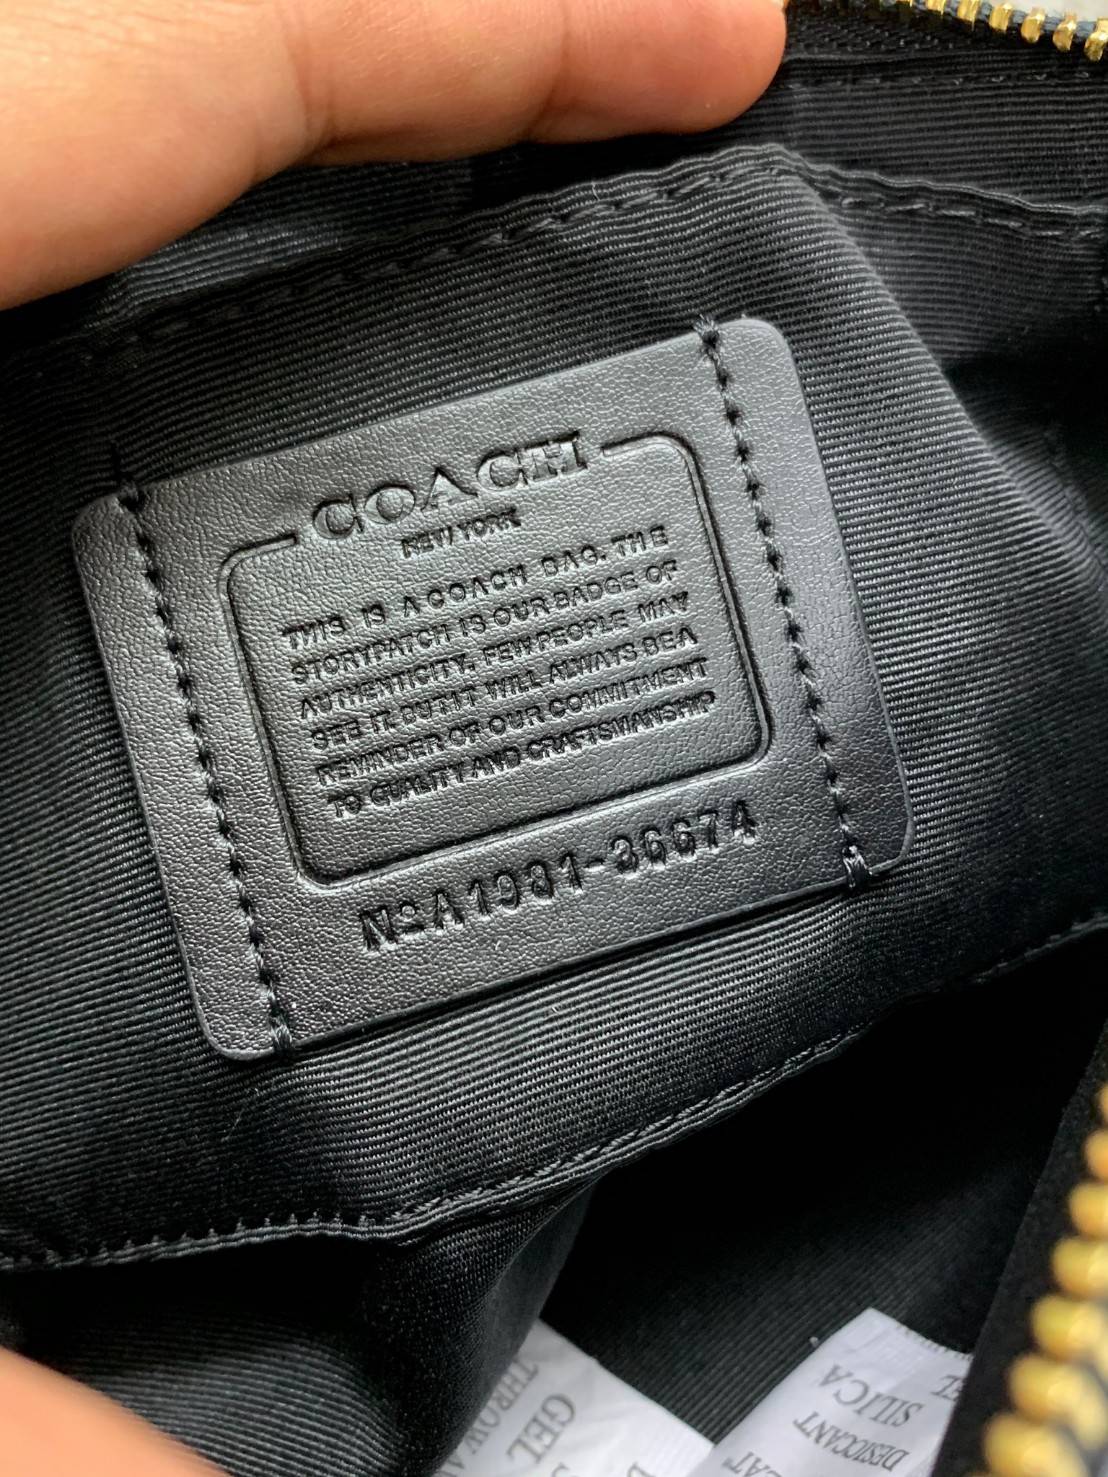 COACH
NEW YORK
THIS IS A COACH BAG. THE
STORYPATCH IS OUR BADGE OF
AUTHENTICITY. FEW PEOPLE MAY
SEE IT. BUT IT WILL ALWAYS BE A
REMINDER OF OUR COMMITMENT
TO QUALITY AND CRAFTSMANSHIP
No A1931-36674
GEL
THROW
SILICA
DESICCANT